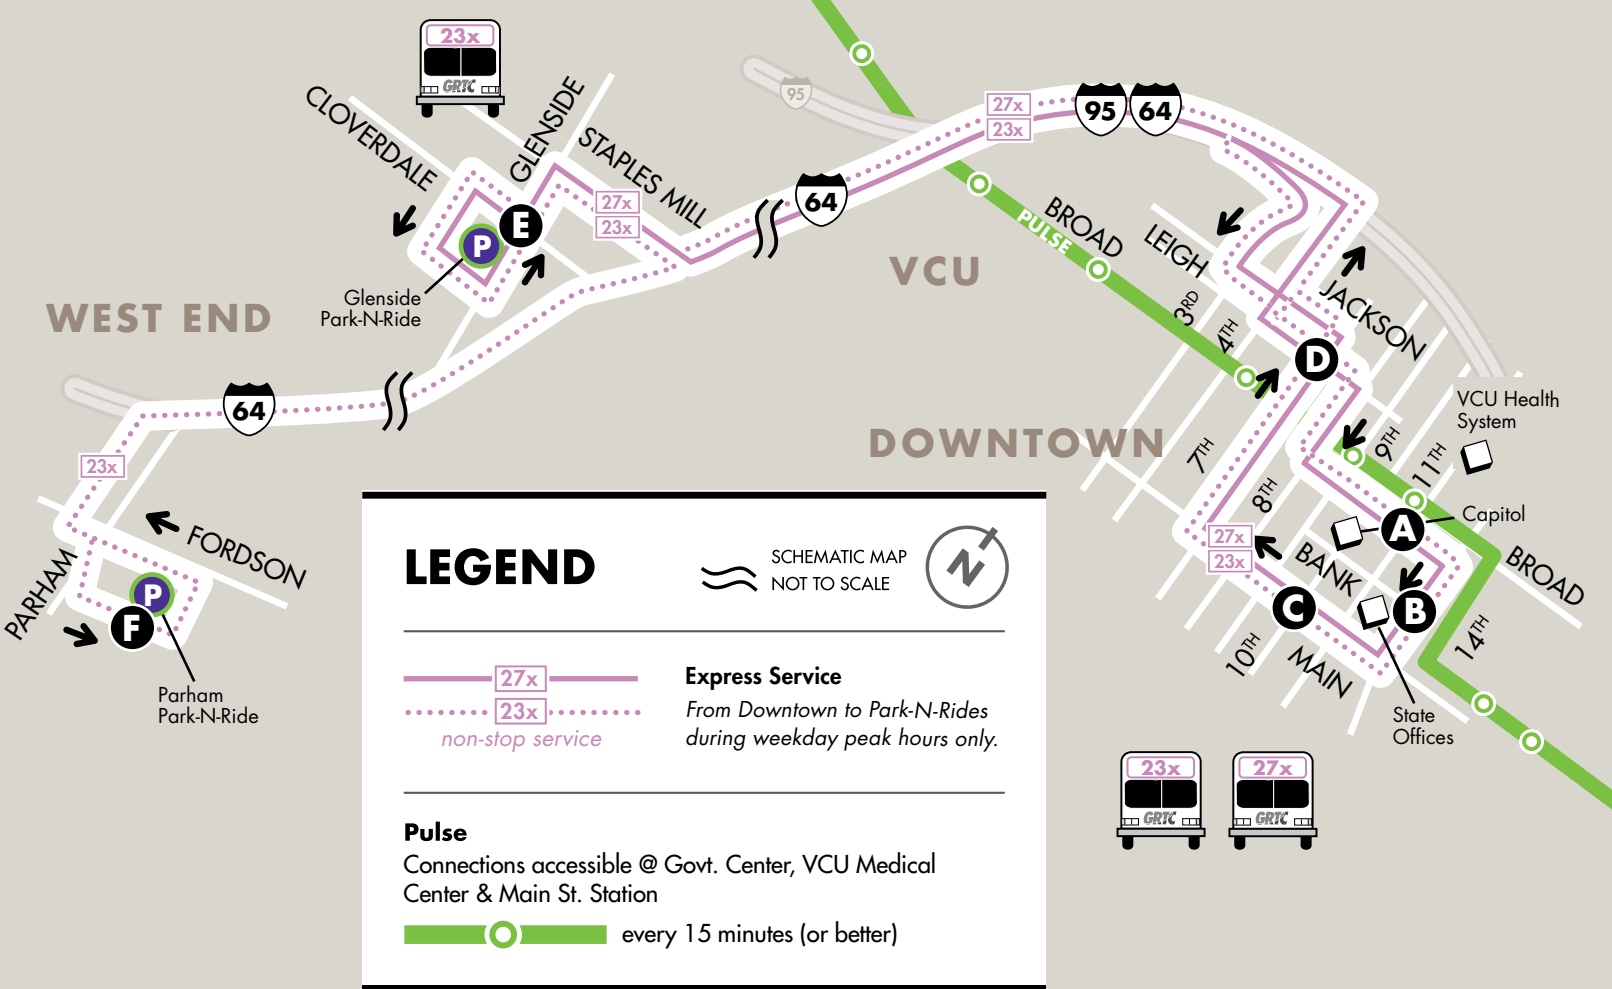 23x
GRTC
95
27x
23x
95
64
CLOVERDALE
GLENSIDE
STAPLES MILL
27x
23x
64
E
P
Glenside
Park-N-Ride
WEST END
64
23x
FORDSON
PARHAM
P
F
Parham
Park-N-Ride
PULSE
BROAD
LEIGH
VCU
3RD
4TH
JACKSON
D
DOWNTOWN
7TH
8TH
9TH
11TH
VCU Health
System
Capitol
A
27x
23x
BANK
BROAD
C
B
10TH
MAIN
14TH
State
Offices
23x
GRTC
27x
GRTC
LEGEND
SCHEMATIC MAP
NOT TO SCALE
N
27x
23x
non-stop service
Express Service
From Downtown to Park-N-Rides
during weekday peak hours only.
Pulse
Connections accessible @ Govt. Center, VCU Medical
Center & Main St. Station
every 15 minutes (or better)